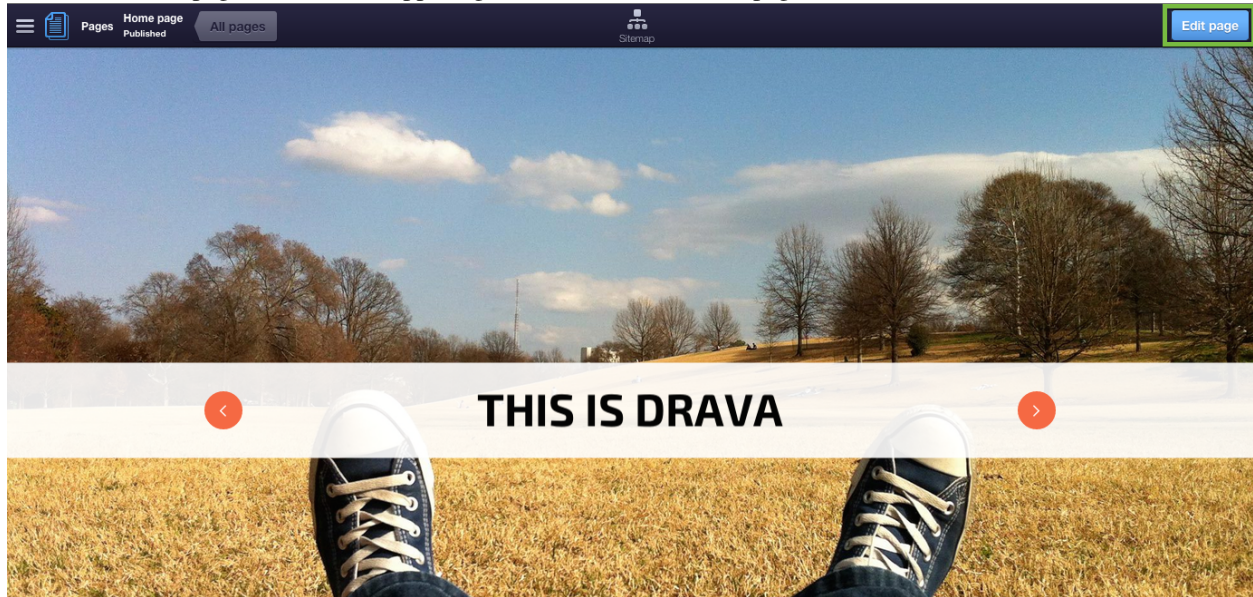 Pages
Home page
Published
All pages
Sitemap
Edit page
THIS IS DRAVA